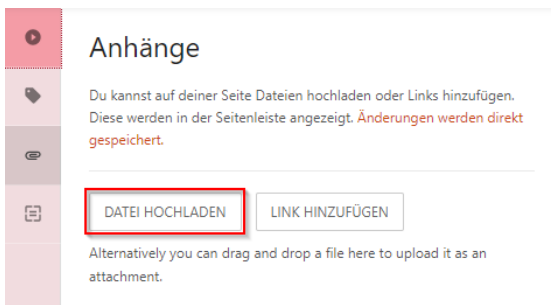 Anhänge
Du kannst auf deiner Seite Dateien hochladen oder Links hinzufügen.
Diese werden in der Seitenleiste angezeigt. Änderungen werden direkt
gespeichert.
DATEI HOCHLADEN
LINK HINZUFÜGEN
Alternatively you can drag and drop a file here to upload it as an
attachment.